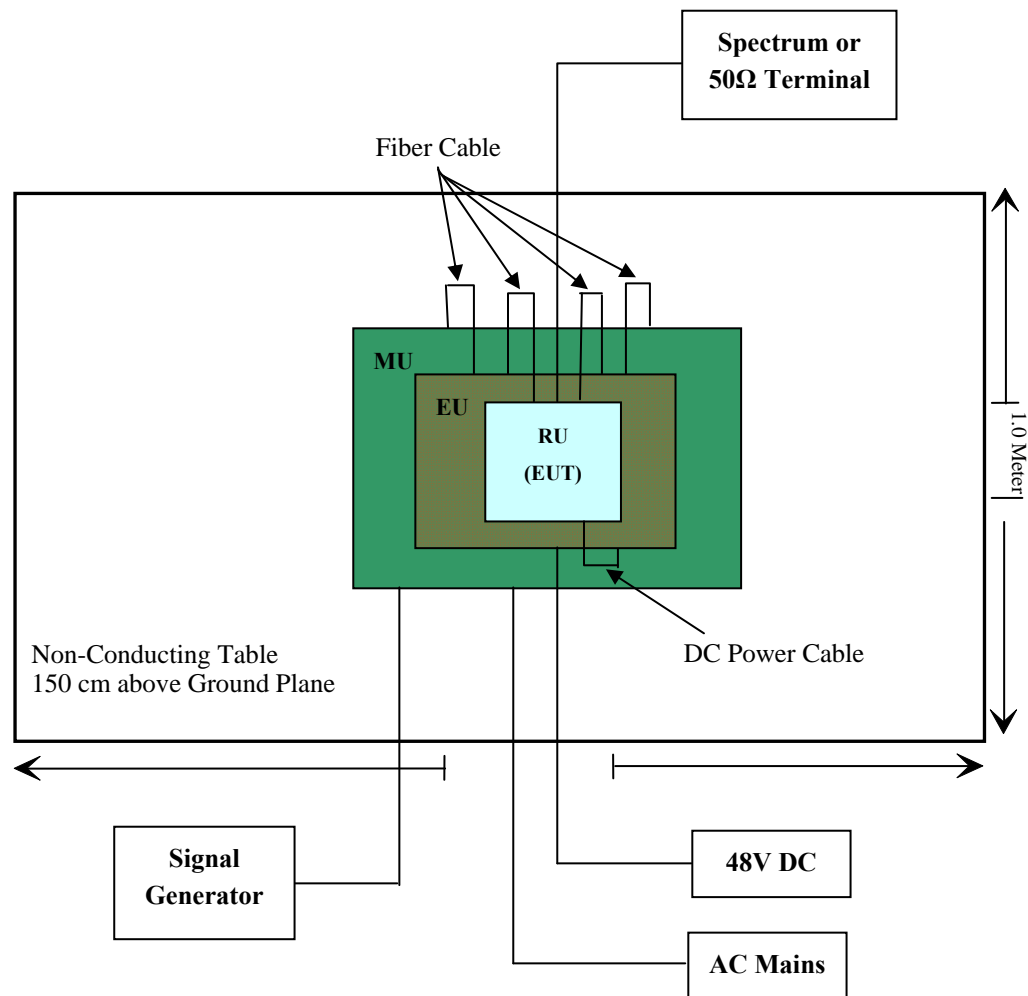 Spectrum or
50Ω Terminal
Fiber Cable
MU
EU
RU
(EUT)
1.0 Meter
Non-Conducting Table
150 cm above Ground Plane
DC Power Cable
Signal
Generator
48V DC
AC Mains